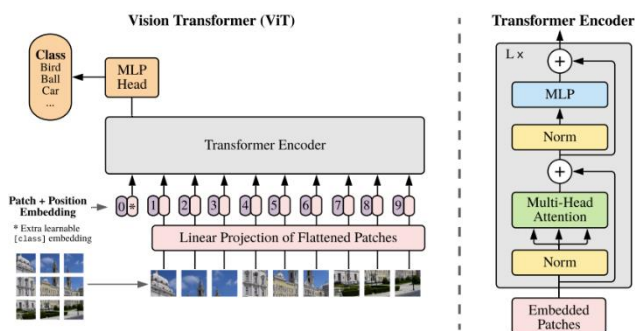 Vision Transformer (ViT)
Class
Bird
Ball
Car
...
MLP
Head
Transformer Encoder
Patch + Position
Embedding
0 * 1 2 3 4 5 6 7 8 9
* Extra learnable
[class] embedding
Linear Projection of Flattened Patches
Transformer Encoder
L x
+
MLP
Norm
+
Multi-Head
Attention
Norm
Embedded
Patches